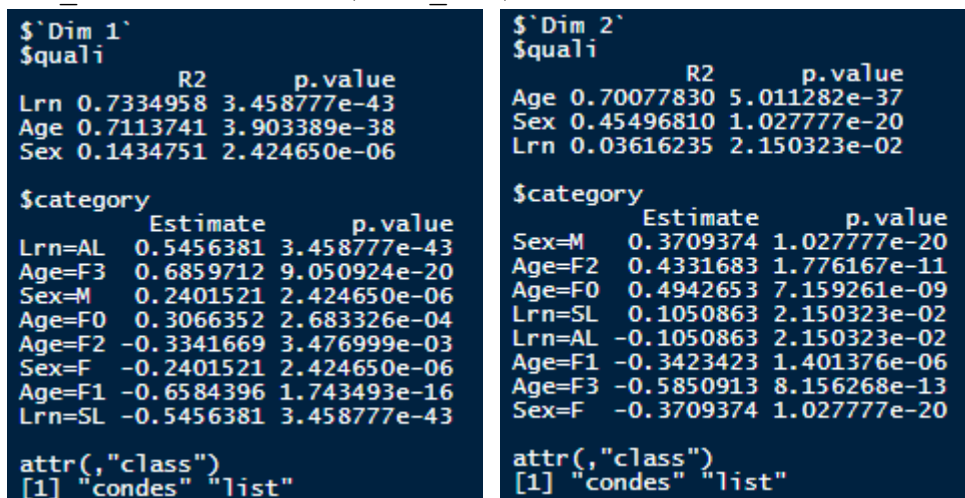 $`Dim 1`
$quali
R2 p.value
Lrn 0.7334958 3.458777e-43
Age 0.7113741 3.903389e-38
Sex 0.1434751 2.424650e-06
$category
Estimate p.value
Lrn=AL 0.5456381 3.458777e-43
Age=F3 0.6859712 9.050924e-20
Sex=M 0.2401521 2.424650e-06
Age=F0 0.3066352 2.683326e-04
Age=F2 -0.3341669 3.476999e-03
Sex=F -0.2401521 2.424650e-06
Age=F1 -0.6584396 1.743493e-16
Lrn=SL -0.5456381 3.458777e-43
attr(,"class")
[1] "condes" "list"
$`Dim 2`
$quali
R2 p.value
Age 0.70077830 5.011282e-37
Sex 0.45496810 1.027777e-20
Lrn 0.03616235 2.150323e-02
$category
Estimate p.value
Sex=M 0.3709374 1.027777e-20
Age=F2 0.4331683 1.776167e-11
Age=F0 0.4942653 7.159261e-09
Lrn=SL 0.1050863 2.150323e-02
Lrn=AL -0.1050863 2.150323e-02
Age=F1 -0.3423423 1.401376e-06
Age=F3 -0.5850913 8.156268e-13
Sex=F -0.3709374 1.027777e-20
attr(,"class")
[1] "condes" "list"